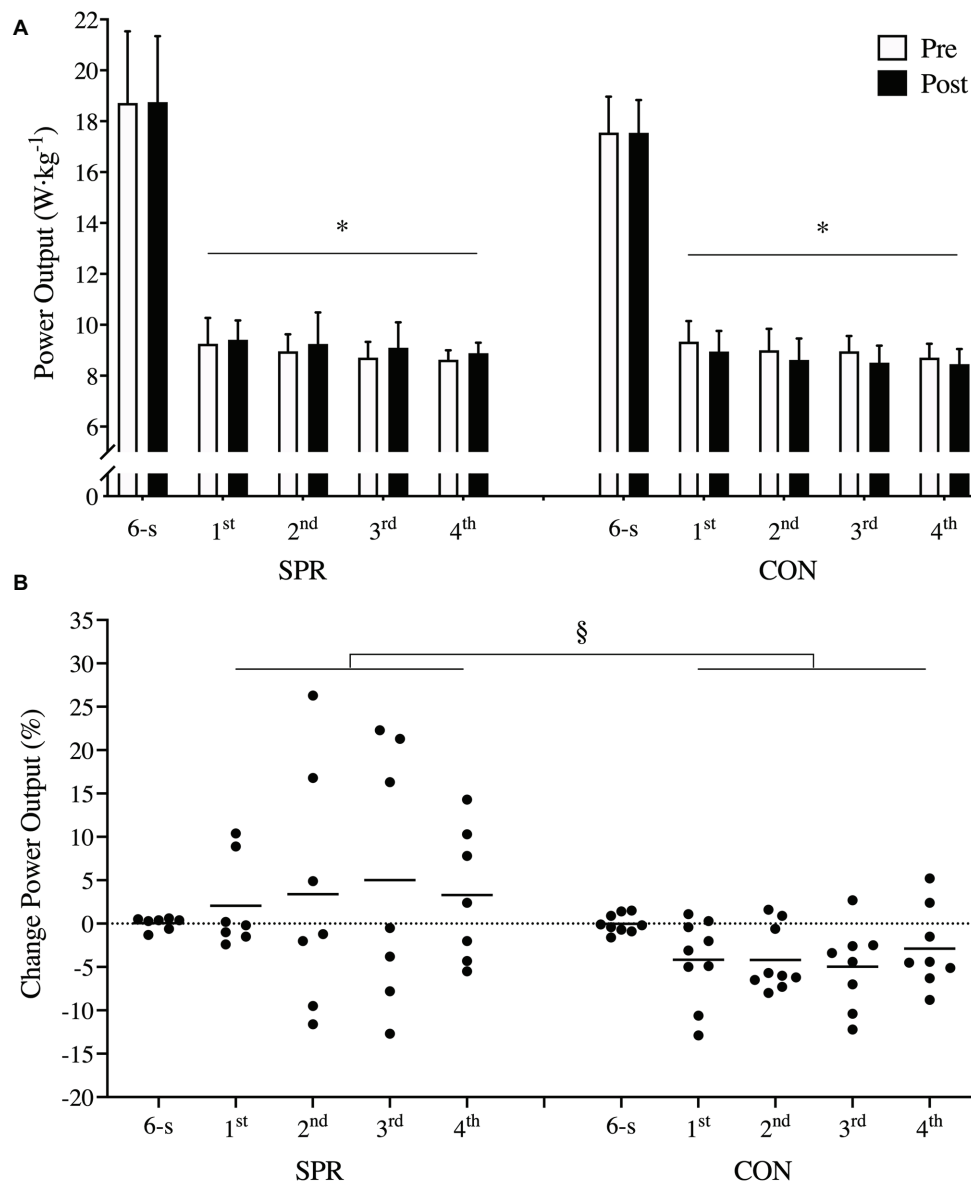 A
Pre
Post
Power Output (W·kg⁻¹)
22
20
18
16
14
12
10
8
6
0
*
*
6-s 1st 2nd 3rd 4th 6-s 1st 2nd 3rd 4th
SPR CON
B
Change Power Output (%)
35
30
25
20
15
10
5
0
-5
-10
-15
-20
§
6-s 1st 2nd 3rd 4th 6-s 1st 2nd 3rd 4th
SPR CON